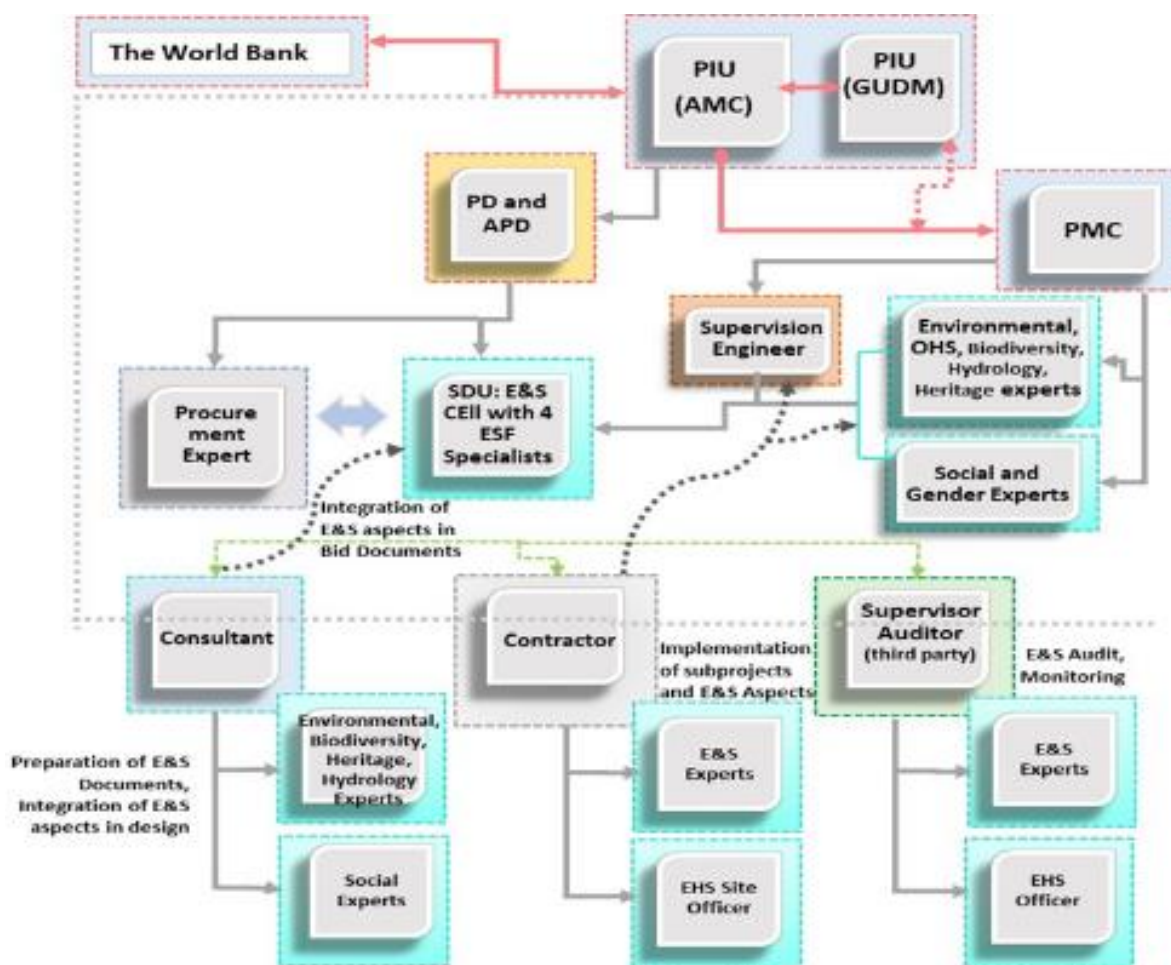 The World Bank
PIU
(AMC)
PIU
(GUDM)
PD and
APD
PMC
Supervision
Engineer
Environmental,
OHS, Biodiversity,
Hydrology,
Heritage experts
Procure
ment
Expert
SDU: E&S
CEll with 4
ESF
Specialists
Social and
Gender Experts
Integration of
E&S aspects in
Bid Documents
Consultant
Contractor
Supervisor
Auditor
(third party)
Implementation
of subprojects
and E&S Aspects
E&S Audit,
Monitoring
Preparation of E&S
Documents,
Integration of E&S
aspects in design
Environmental,
Biodiversity,
Heritage,
Hydrology
Experts
E&S
Experts
E&S
Experts
Social
Experts
EHS Site
Officer
EHS
Officer